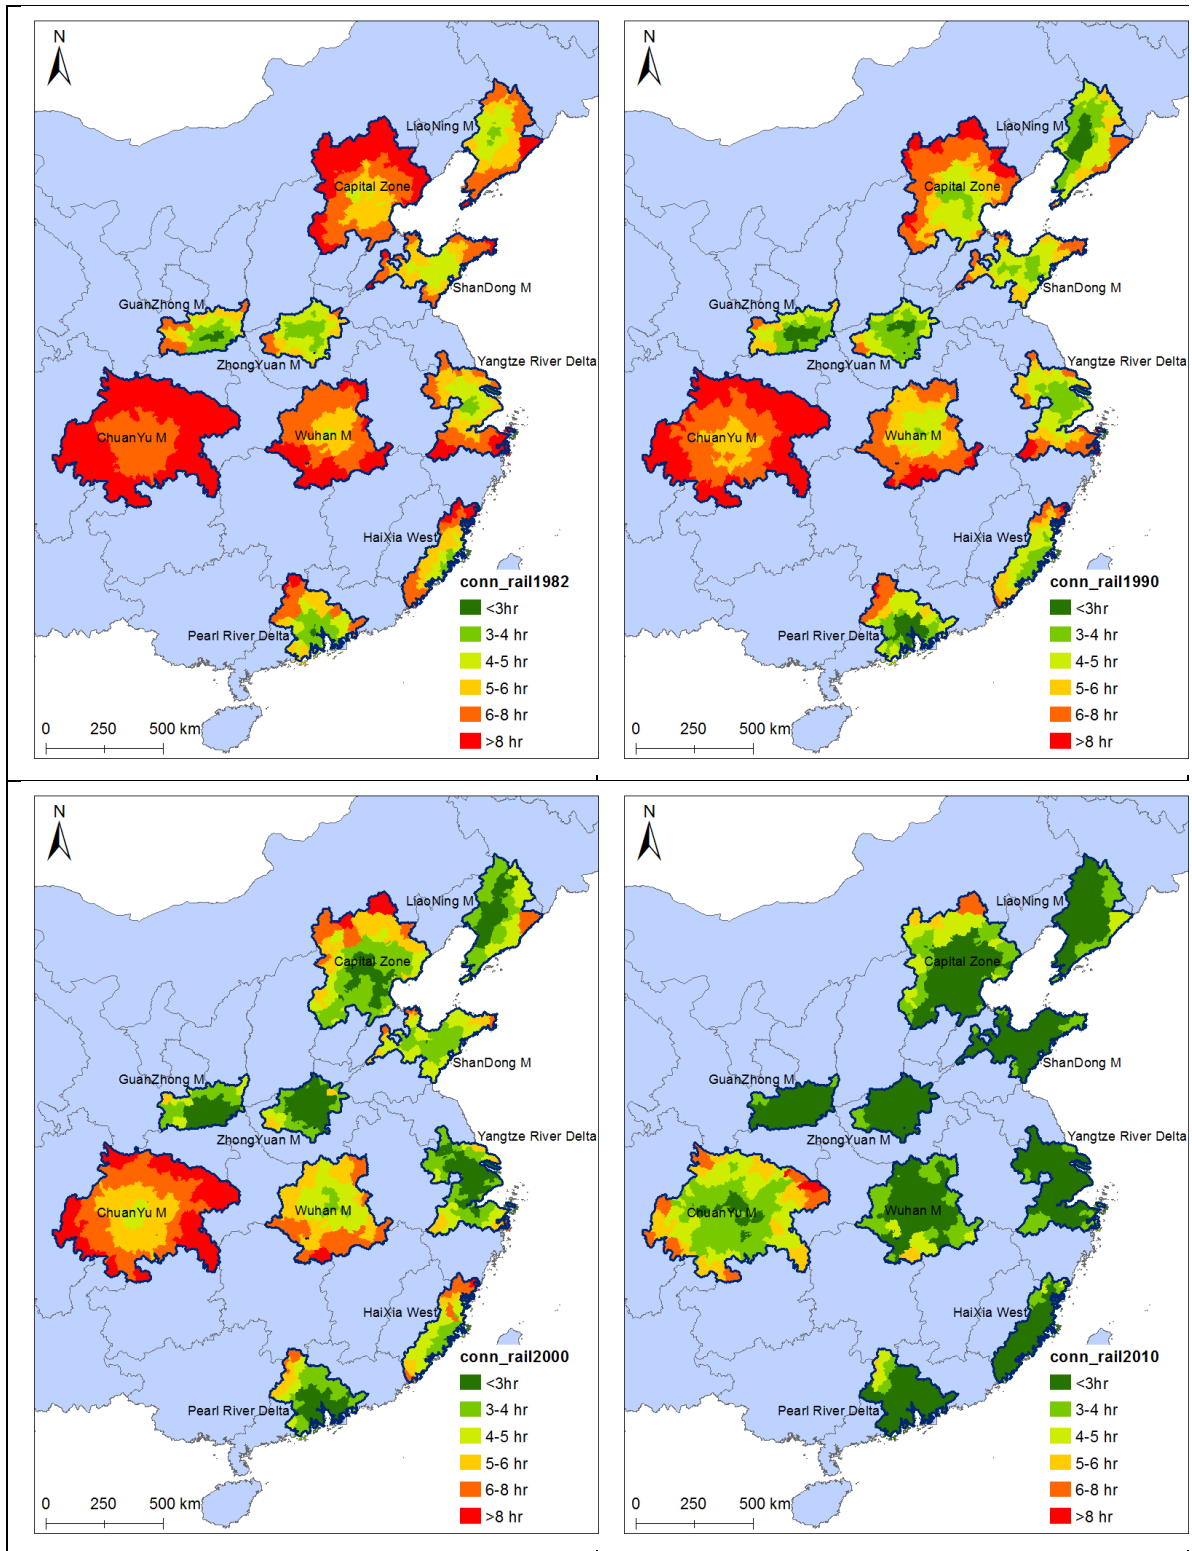 N
LiaoNing M
Capital Zone
GuanZhong M
ShanDong M
ZhongYuan M
Yangtze River Delta
ChuanYu M
Wuhan M
HaiXia West
Pearl River Delta
conn_rail1982
<3hr
3-4 hr
4-5 hr
5-6 hr
6-8 hr
>8 hr
0 250 500 km
N
LiaoNing M
Capital Zone
GuanZhong M
ShanDong M
ZhongYuan M
Yangtze River Delta
ChuanYu M
Wuhan M
HaiXia West
Pearl River Delta
conn_rail1990
<3hr
3-4 hr
4-5 hr
5-6 hr
6-8 hr
>8 hr
0 250 500 km
N
LiaoNing M
Capital Zone
ShanDong M
GuanZhong M
ZhongYuan M
Yangtze River Delta
ChuanYu M
Wuhan M
HaiXia West
Pearl River Delta
conn_rail2000
<3hr
3-4 hr
4-5 hr
5-6 hr
6-8 hr
>8 hr
0 250 500 km
N
LiaoNing M
Capital Zone
ShanDong M
GuanZhong M
ZhongYuan M
Yangtze River Delta
ChuanYu M
Wuhan M
HaiXia West
Pearl River Delta
conn_rail2010
<3hr
3-4 hr
4-5 hr
5-6 hr
6-8 hr
>8 hr
0 250 500 km